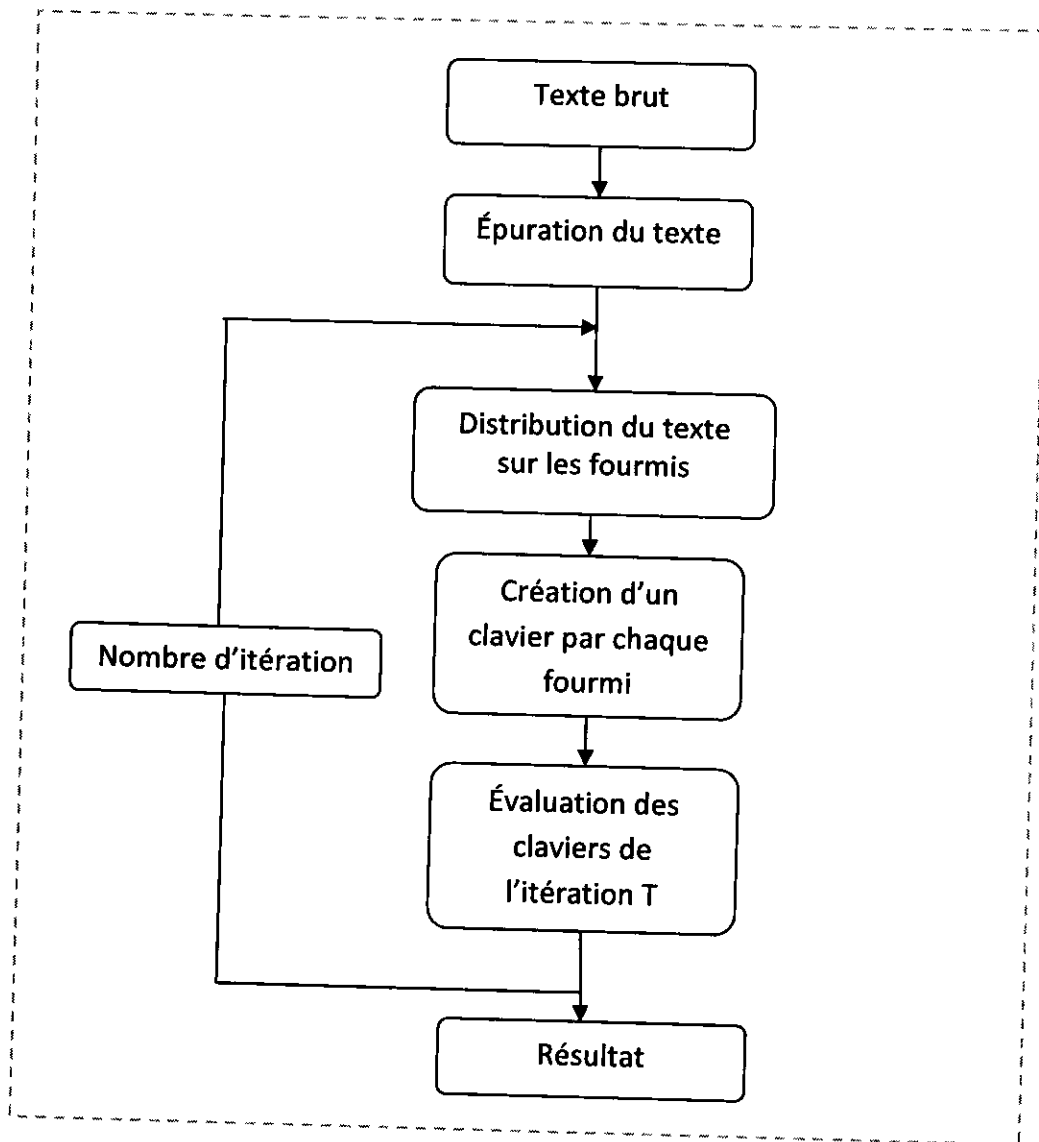 Texte brut
Épuration du texte
Distribution du texte
sur les fourmis
Création d'un
clavier par chaque
fourmi
Nombre d'itération
Évaluation des
claviers de
l'itération T
Résultat